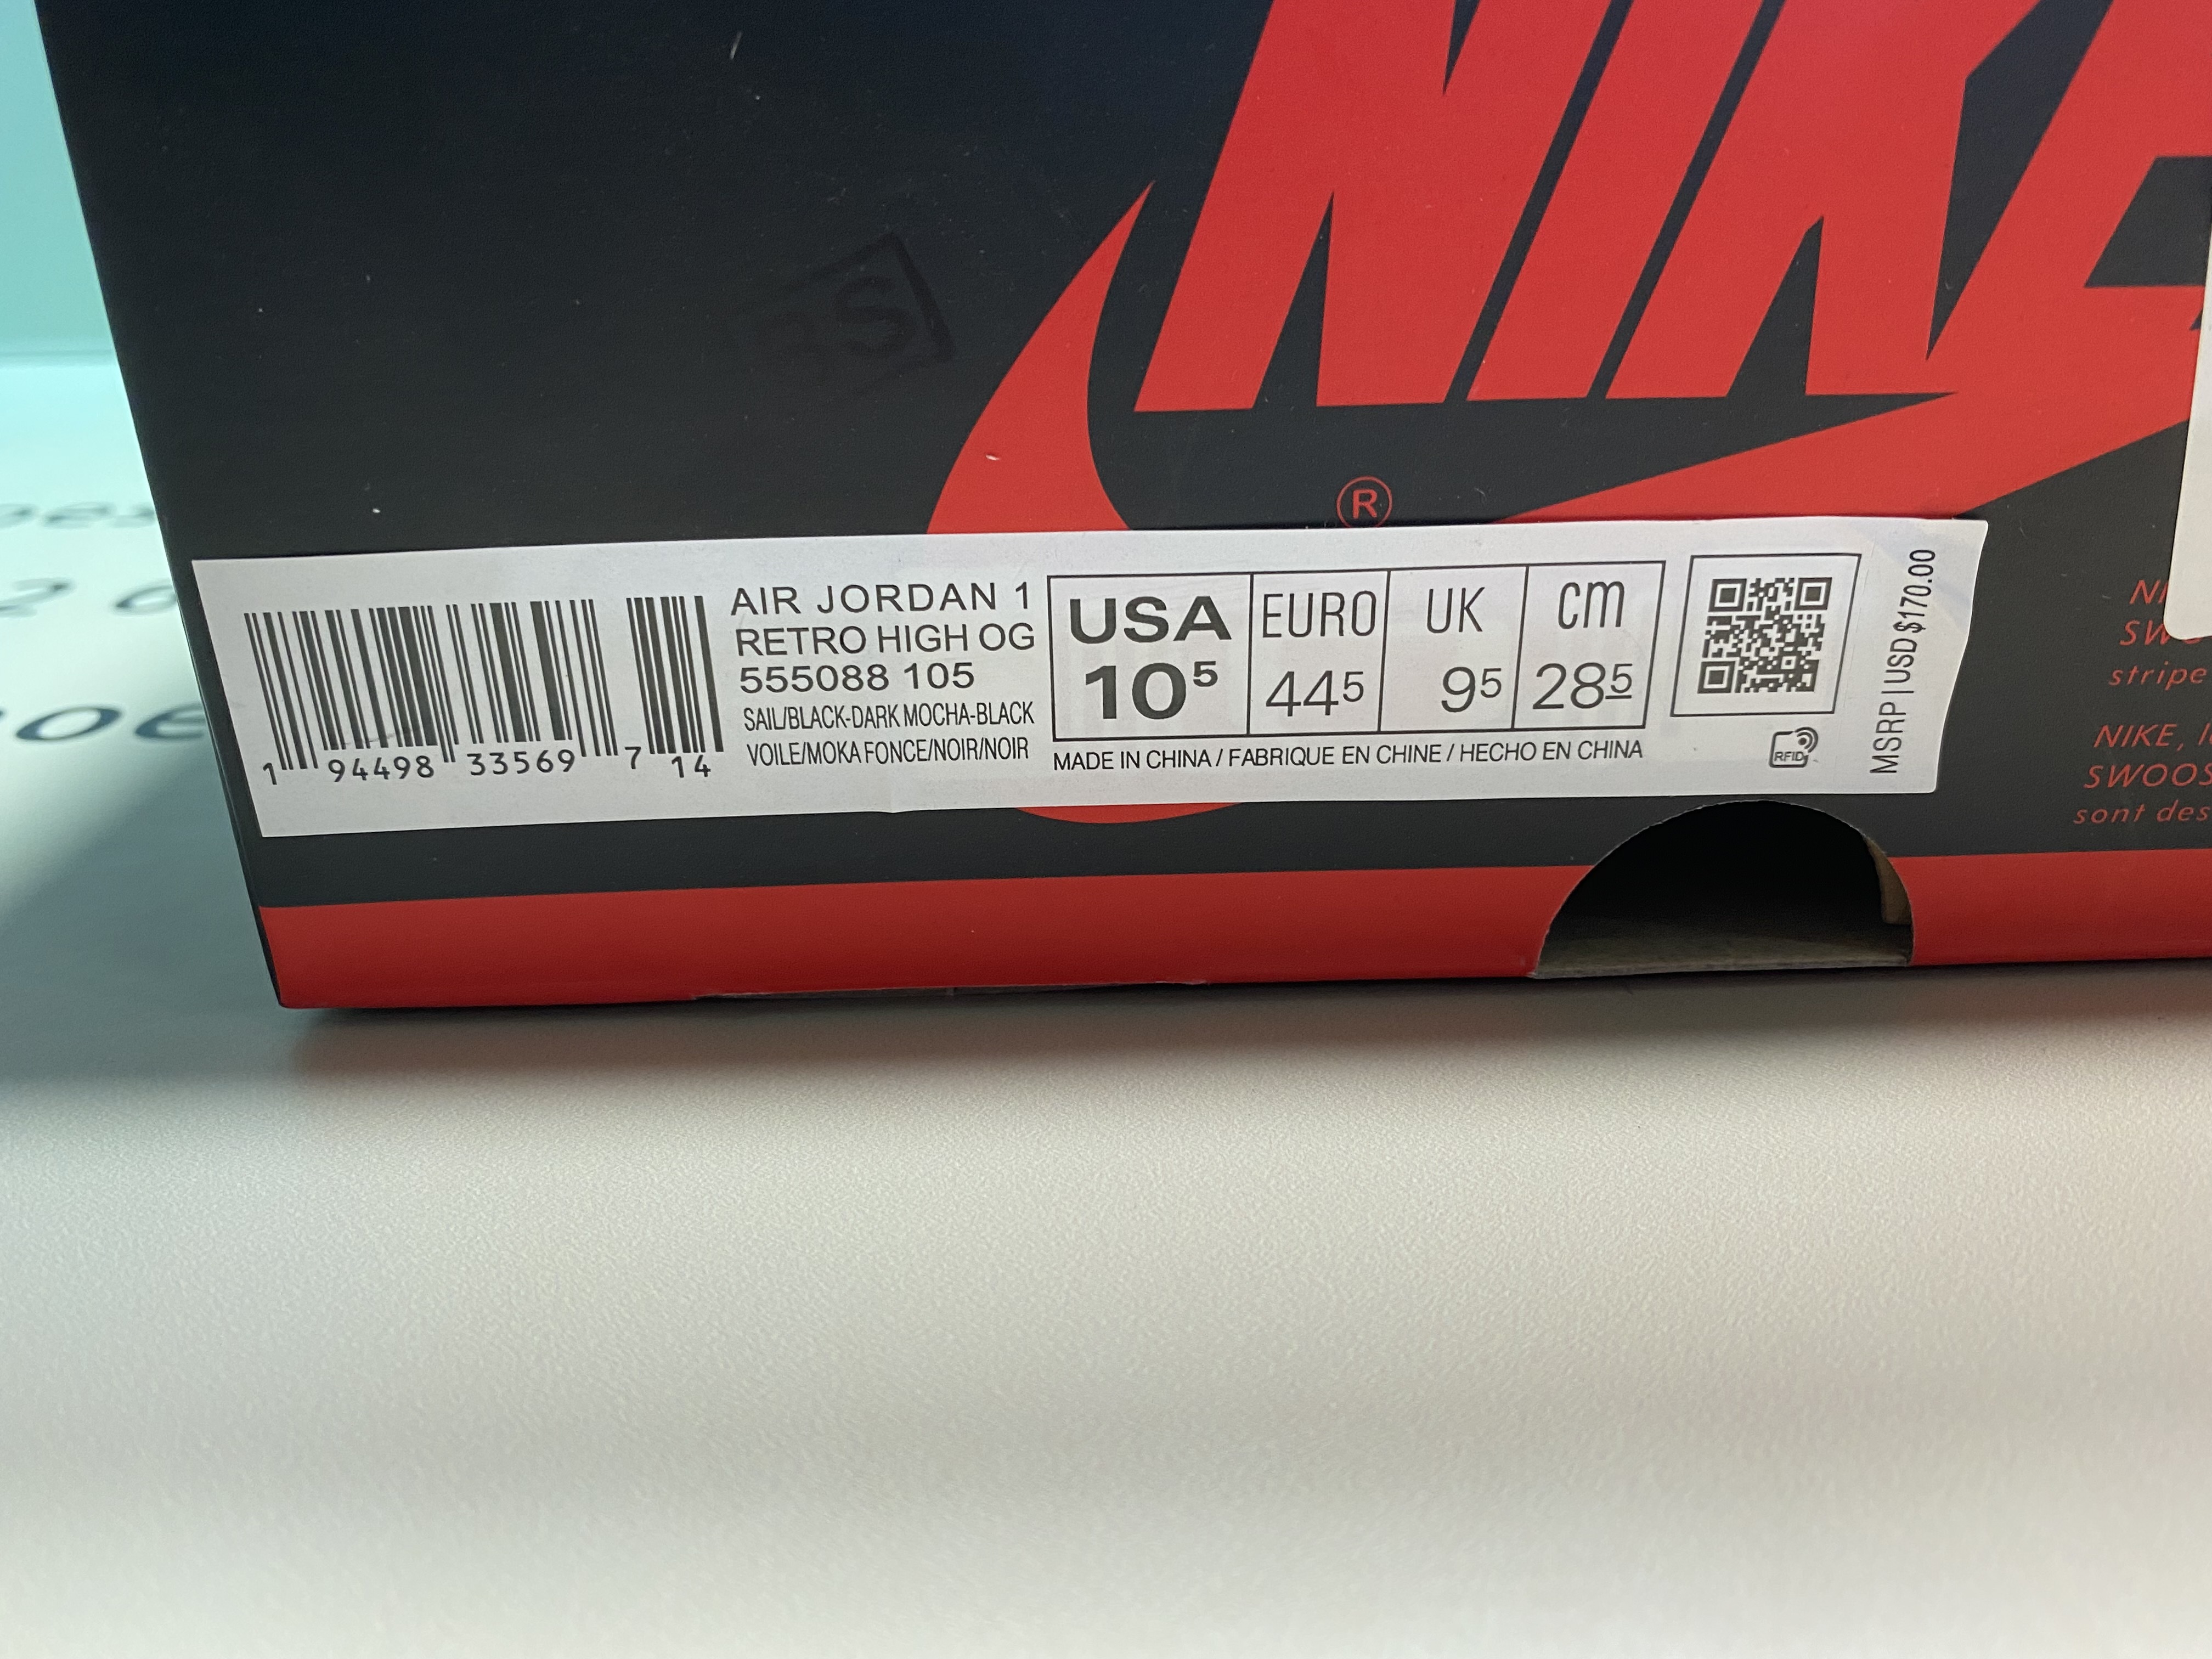 NIKE
®
AIR JORDAN 1
RETRO HIGH OG
555088 105
SAIL/BLACK-DARK MOCHA-BLACK
VOILE/MOKA FONCE/NOIR/NOIR
1 94498 33569 7 14
USA EURO UK cm
10⁵ 44⁵ 9⁵ 28⁵
MADE IN CHINA / FABRIQUE EN CHINE / HECHO EN CHINA
RFID
MSRP | USD $170.00
stripe
NIKE,
sont des